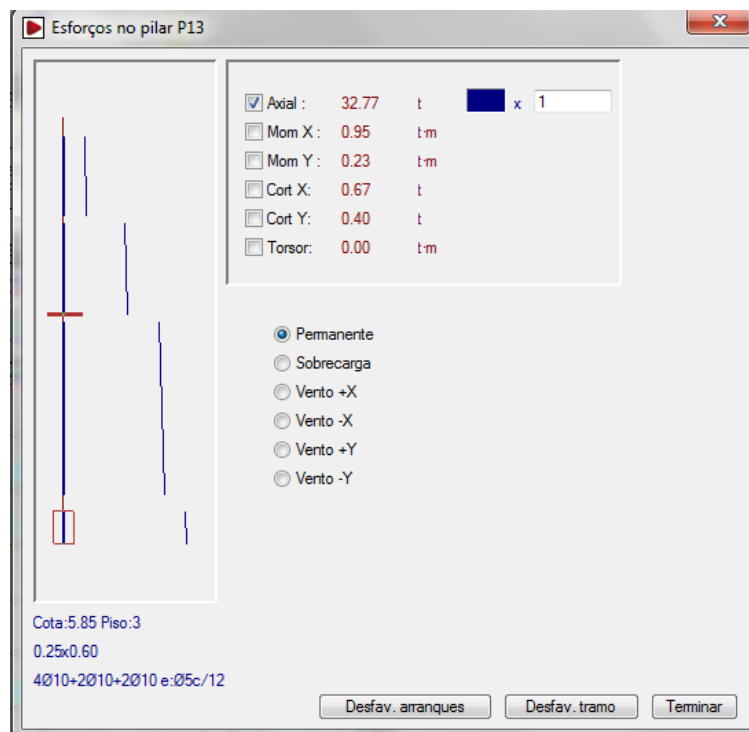 Esforços no pilar P13
Axial : 32.77 t x 1
Mom X : 0.95 t·m
Mom Y : 0.23 t·m
Cort X: 0.67 t
Cort Y: 0.40 t
Torsor: 0.00 t·m
Permanente
Sobrecarga
Vento +X
Vento -X
Vento +Y
Vento -Y
Cota:5.85 Piso:3
0.25x0.60
4Ø10+2Ø10+2Ø10 e:Ø5c/12
Desfav. arranques Desfav. tramo Terminar